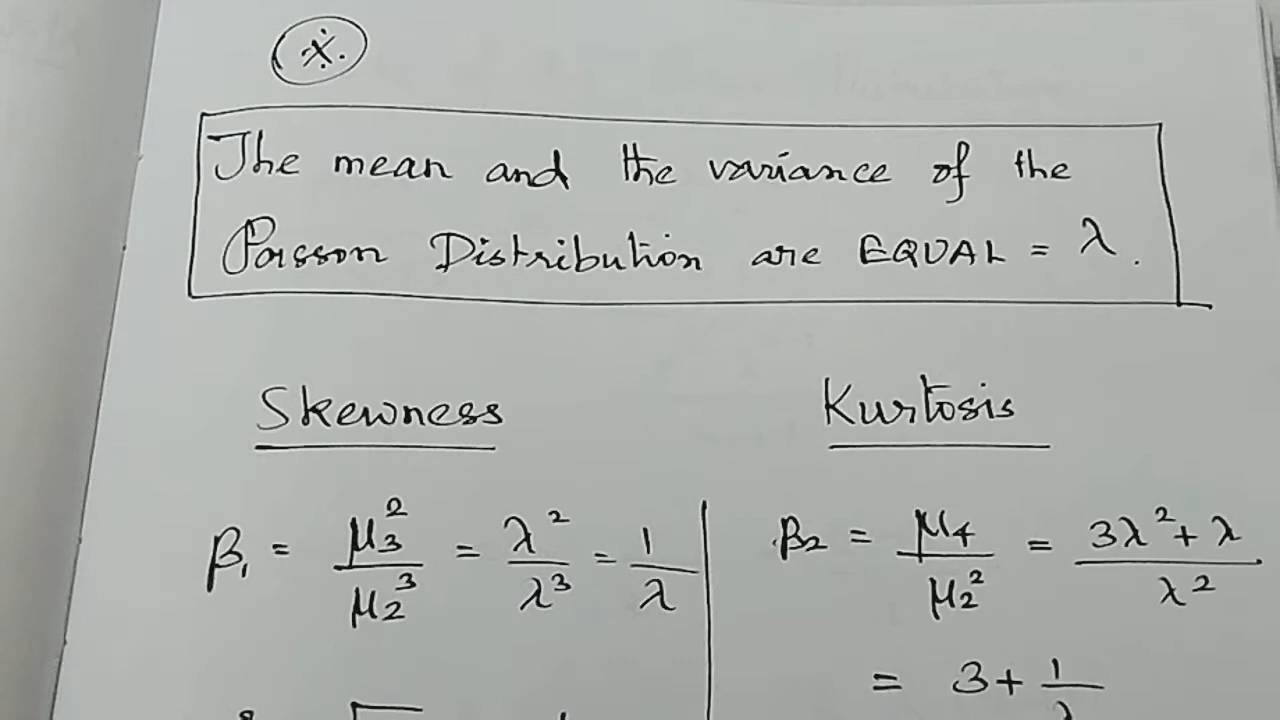 ※
The mean and the variance of the
Poisson Distribution are EQUAL = λ.
Skewness
β₁ = μ₃² / μ₂³ = λ² / λ³ = 1 / λ
Kurtosis
β₂ = μ₄ / μ₂² = 3λ² + λ / λ²
= 3 + 1 / λ